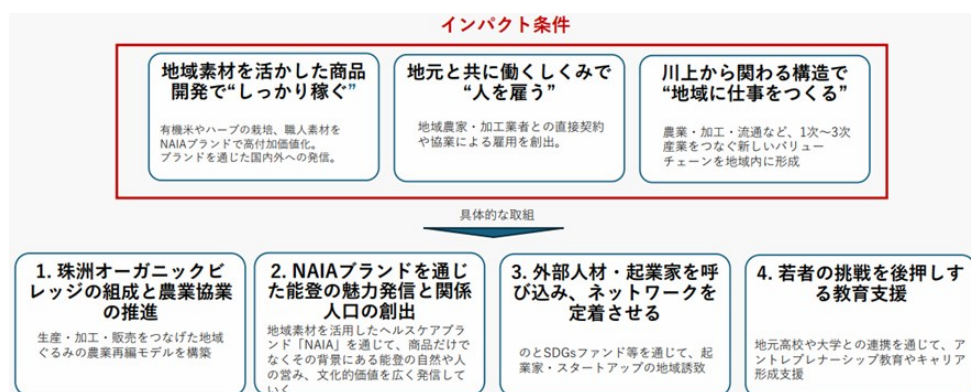 インパクト条件
地域素材を活かした商品
開発で“しっかり稼ぐ”
有機米やハーブの栽培、職人素材を
NAIAブランドで高付加価値化。
ブランドを通じた国内外への発信。
地元と共に働くしくみで
“人を雇う”
地域農家・加工業者との直接契約
や協業による雇用を創出。
川上から関わる構造で
“地域に仕事をつくる”
農業・加工・流通など、1次～3次
産業をつなぐ新しいバリュー
チェーンを地域内に形成
具体的な取組
1. 珠洲オーガニックビ
レッジの組成と農業協業
の推進
生産・加工・販売をつなげた地域
ぐるみの農業再編モデルを構築
2. NAIAブランドを通じ
た能登の魅力発信と関係
人口の創出
地域素材を活用したヘルスケアブラ
ンド「NAIA」を通じて、商品だけで
なくその背景にある能登の自然や人
の営み、文化的価値を広く発信して
いく
3. 外部人材・起業家を呼
び込み、ネットワークを
定着させる
のとSDGsファンド等を通じて、起
業家・スタートアップの地域誘致
4. 若者の挑戦を後押しす
る教育支援
地元高校や大学との連携を通じて、ア
ントレプレナーシップ教育やキャリア
形成支援